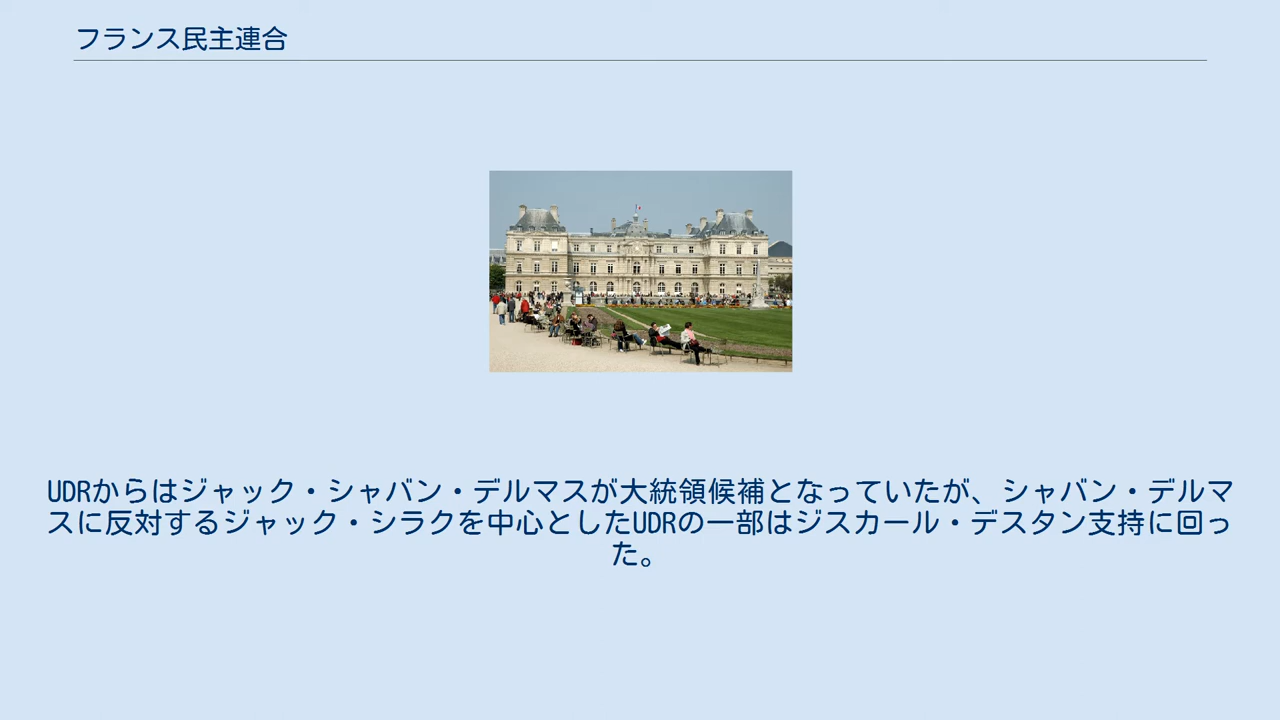 フランス民主連合
UDRからはジャック・シャバン・デルマスが大統領候補となっていたが、シャバン・デルマ
スに反対するジャック・シラクを中心としたUDRの一部はジスカール・デスタン支持に回っ
た。